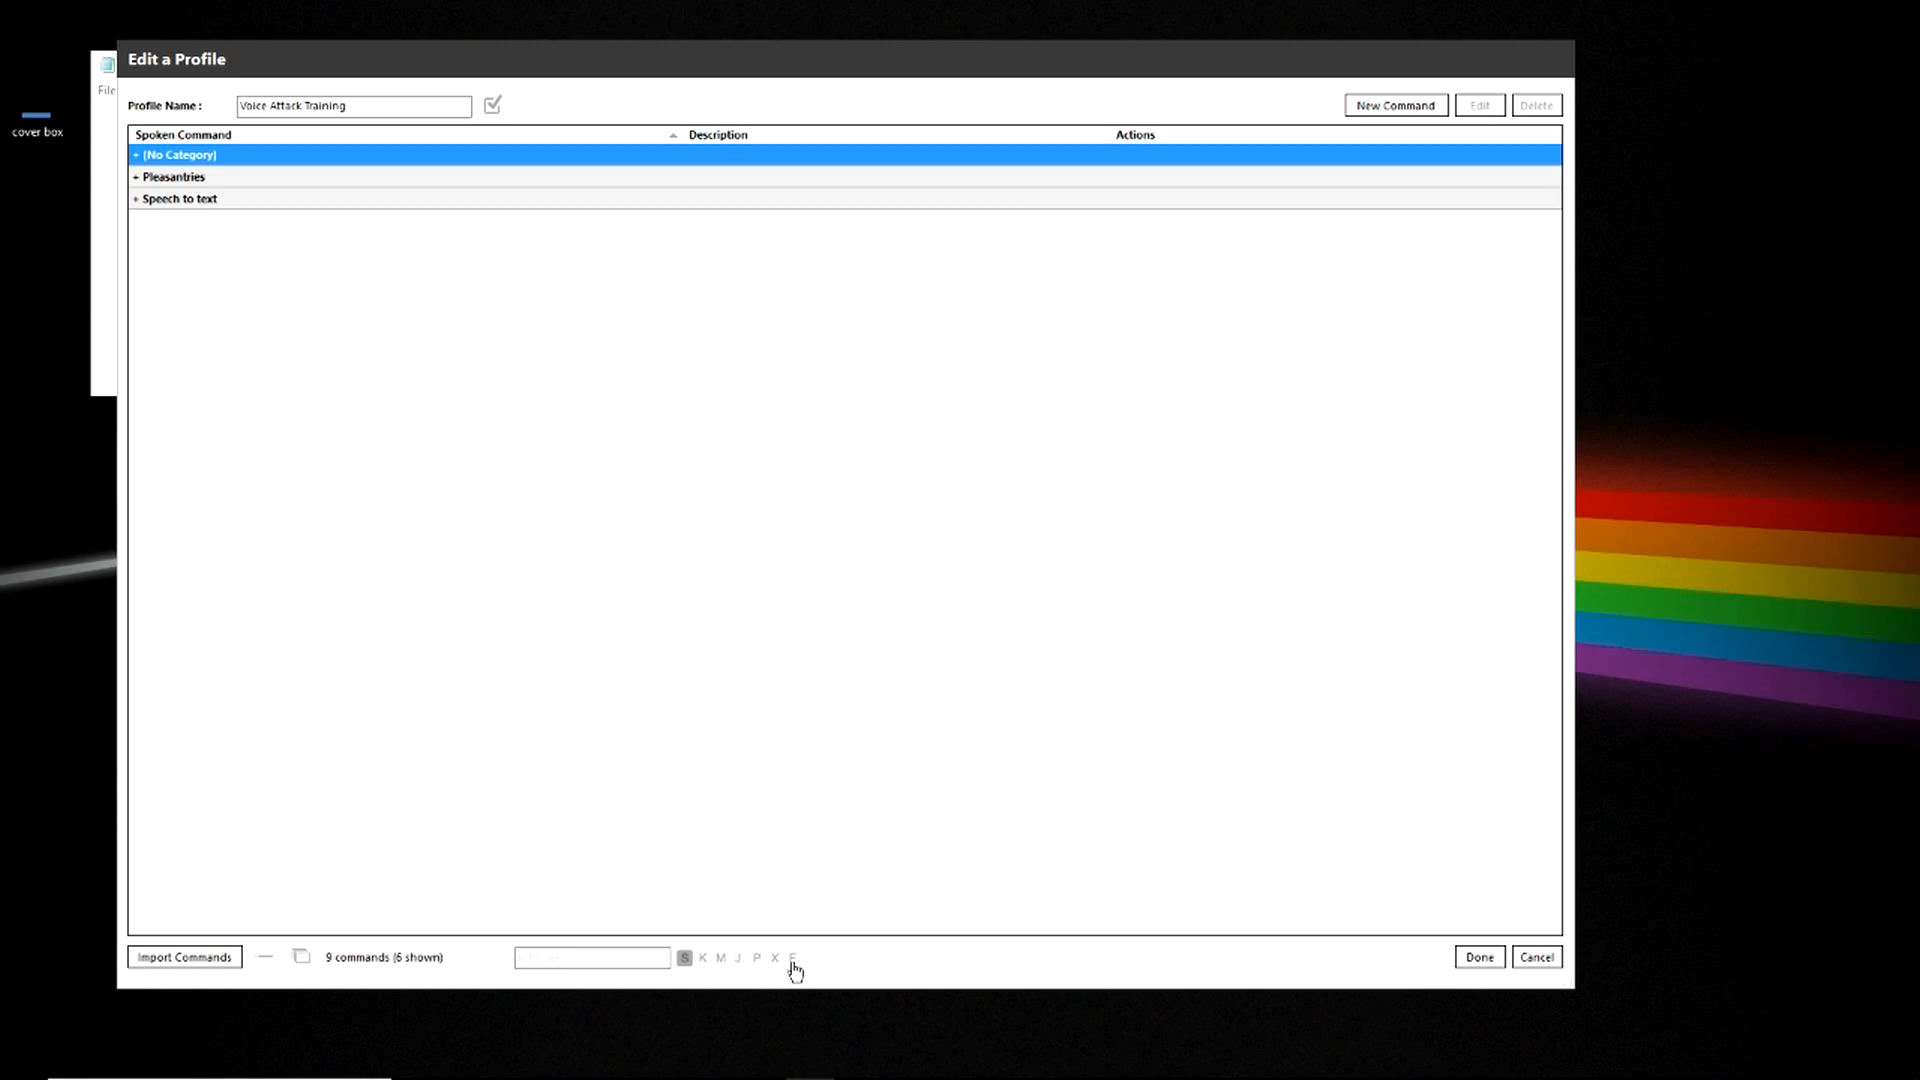 Edit a Profile
File
Profile Name :
Voice Attack Training
New Command
Edit
Delete
cover box
Spoken Command
Description
Actions
+ [No Category]
+ Pleasantries
+ Speech to text
Import Commands
9 commands (6 shown)
S K M J P X
Done
Cancel